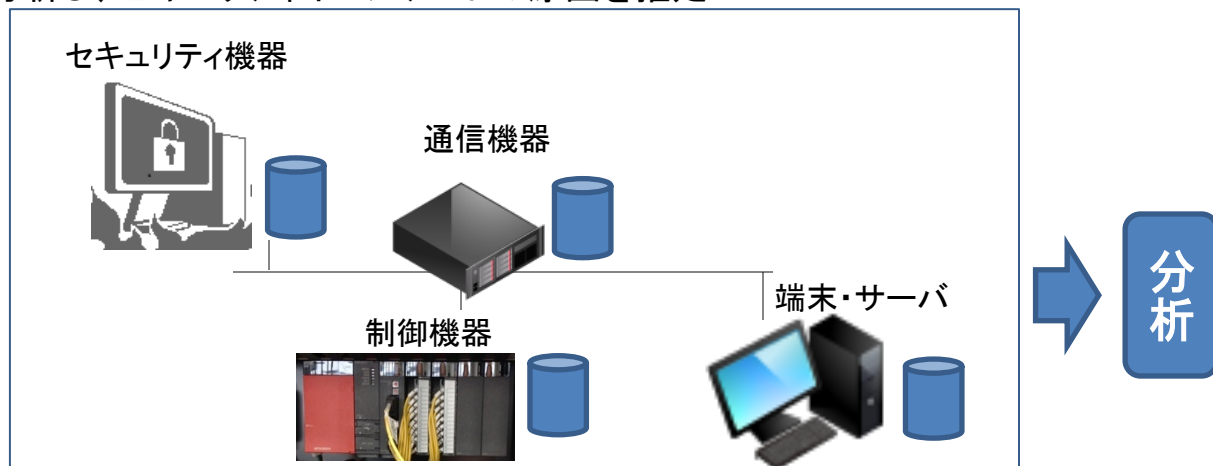 セキュリティ機器
通信機器
端末・サーバ
制御機器
分析